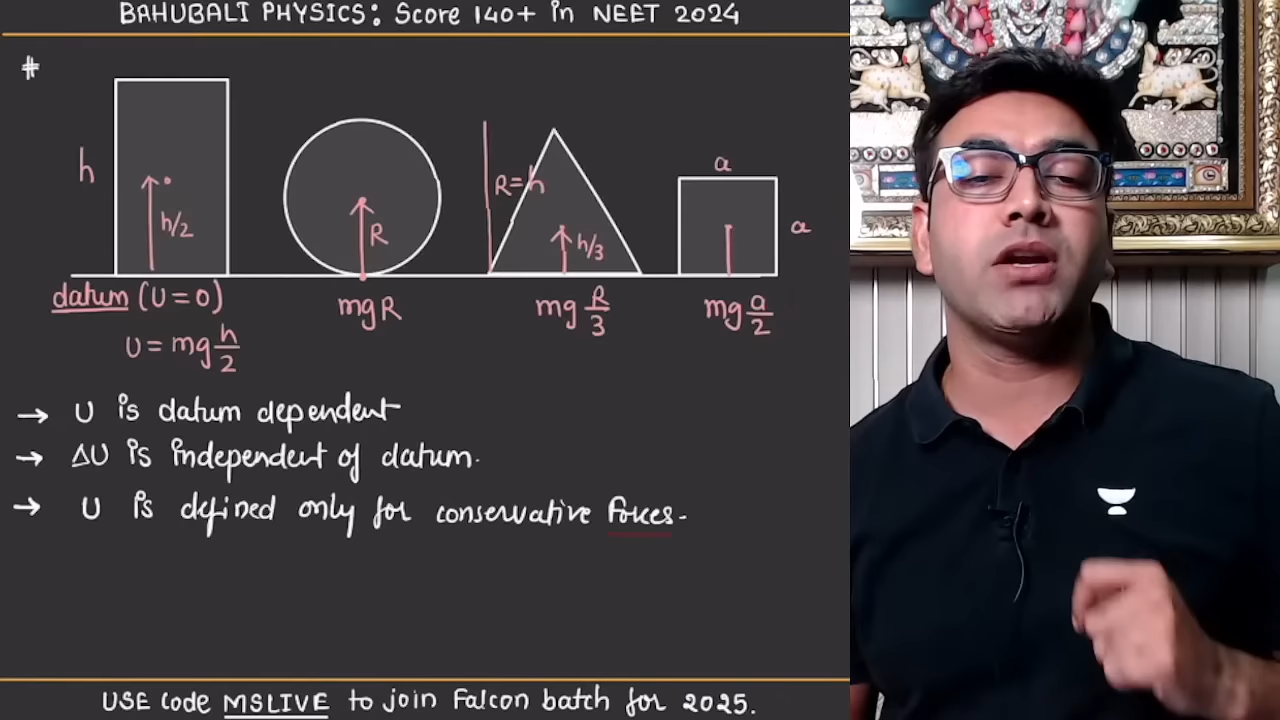 BAHUBALI PHYSICS: Score 140+ in NEET 2024
#
h
h/2
R
R=h
h/3
a
a
datum (U=0)
U = mg h/2
mgR
mg R/3
mg a/2
→ U is datum dependent
→ ΔU is independent of datum.
→ U is defined only for conservative forces.
USE Code MSLIVE to join Falcon batch for 2025.